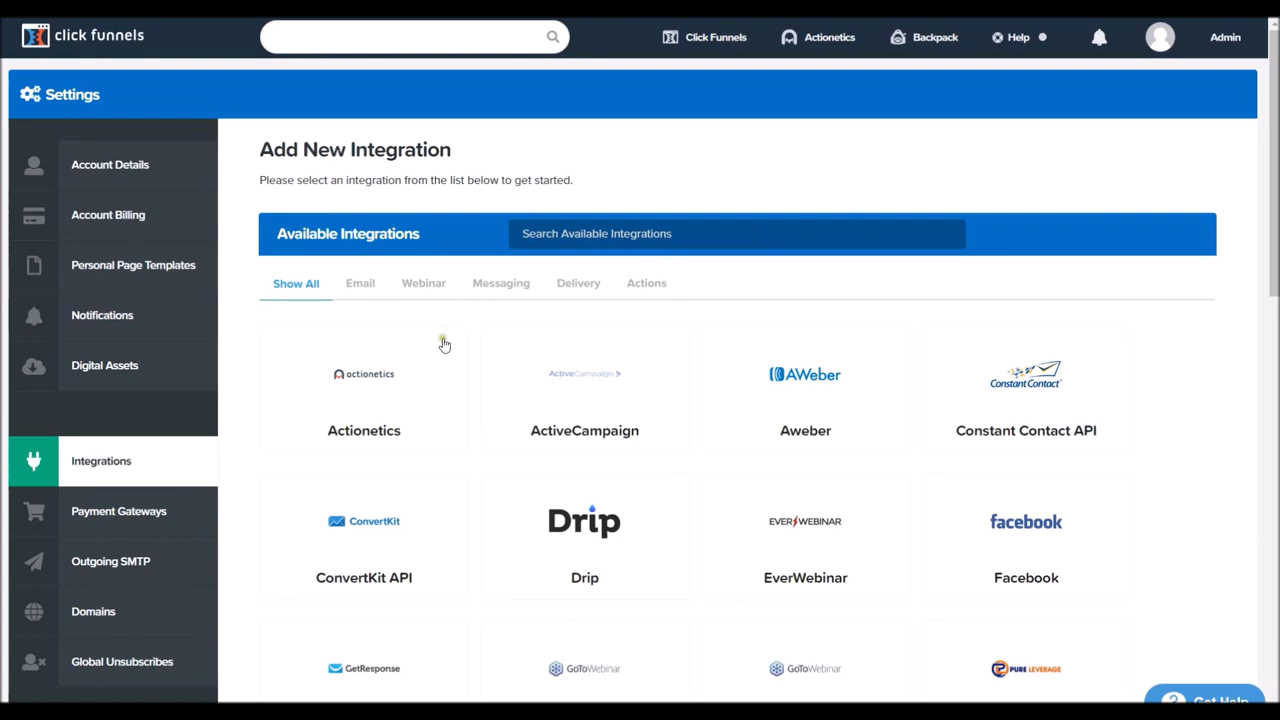 click funnels
Click Funnels
Actionetics
Backpack
Help
Admin
Settings
Account Details
Account Billing
Personal Page Templates
Notifications
Digital Assets
Integrations
Payment Gateways
Outgoing SMTP
Domains
Global Unsubscribes
Add New Integration
Please select an integration from the list below to get started.
Available Integrations
Search Available Integrations
Show All Email Webinar Messaging Delivery Actions
actionetics
Actionetics
ActiveCampaign >
ActiveCampaign
AWeber
Aweber
Constant Contact
Constant Contact API
ConvertKit
ConvertKit API
Drip
Drip
EVERWEBINAR
EverWebinar
facebook
Facebook
GetResponse
GoToWebinar
GoToWebinar
PURE LEVERAGE
? Get Help